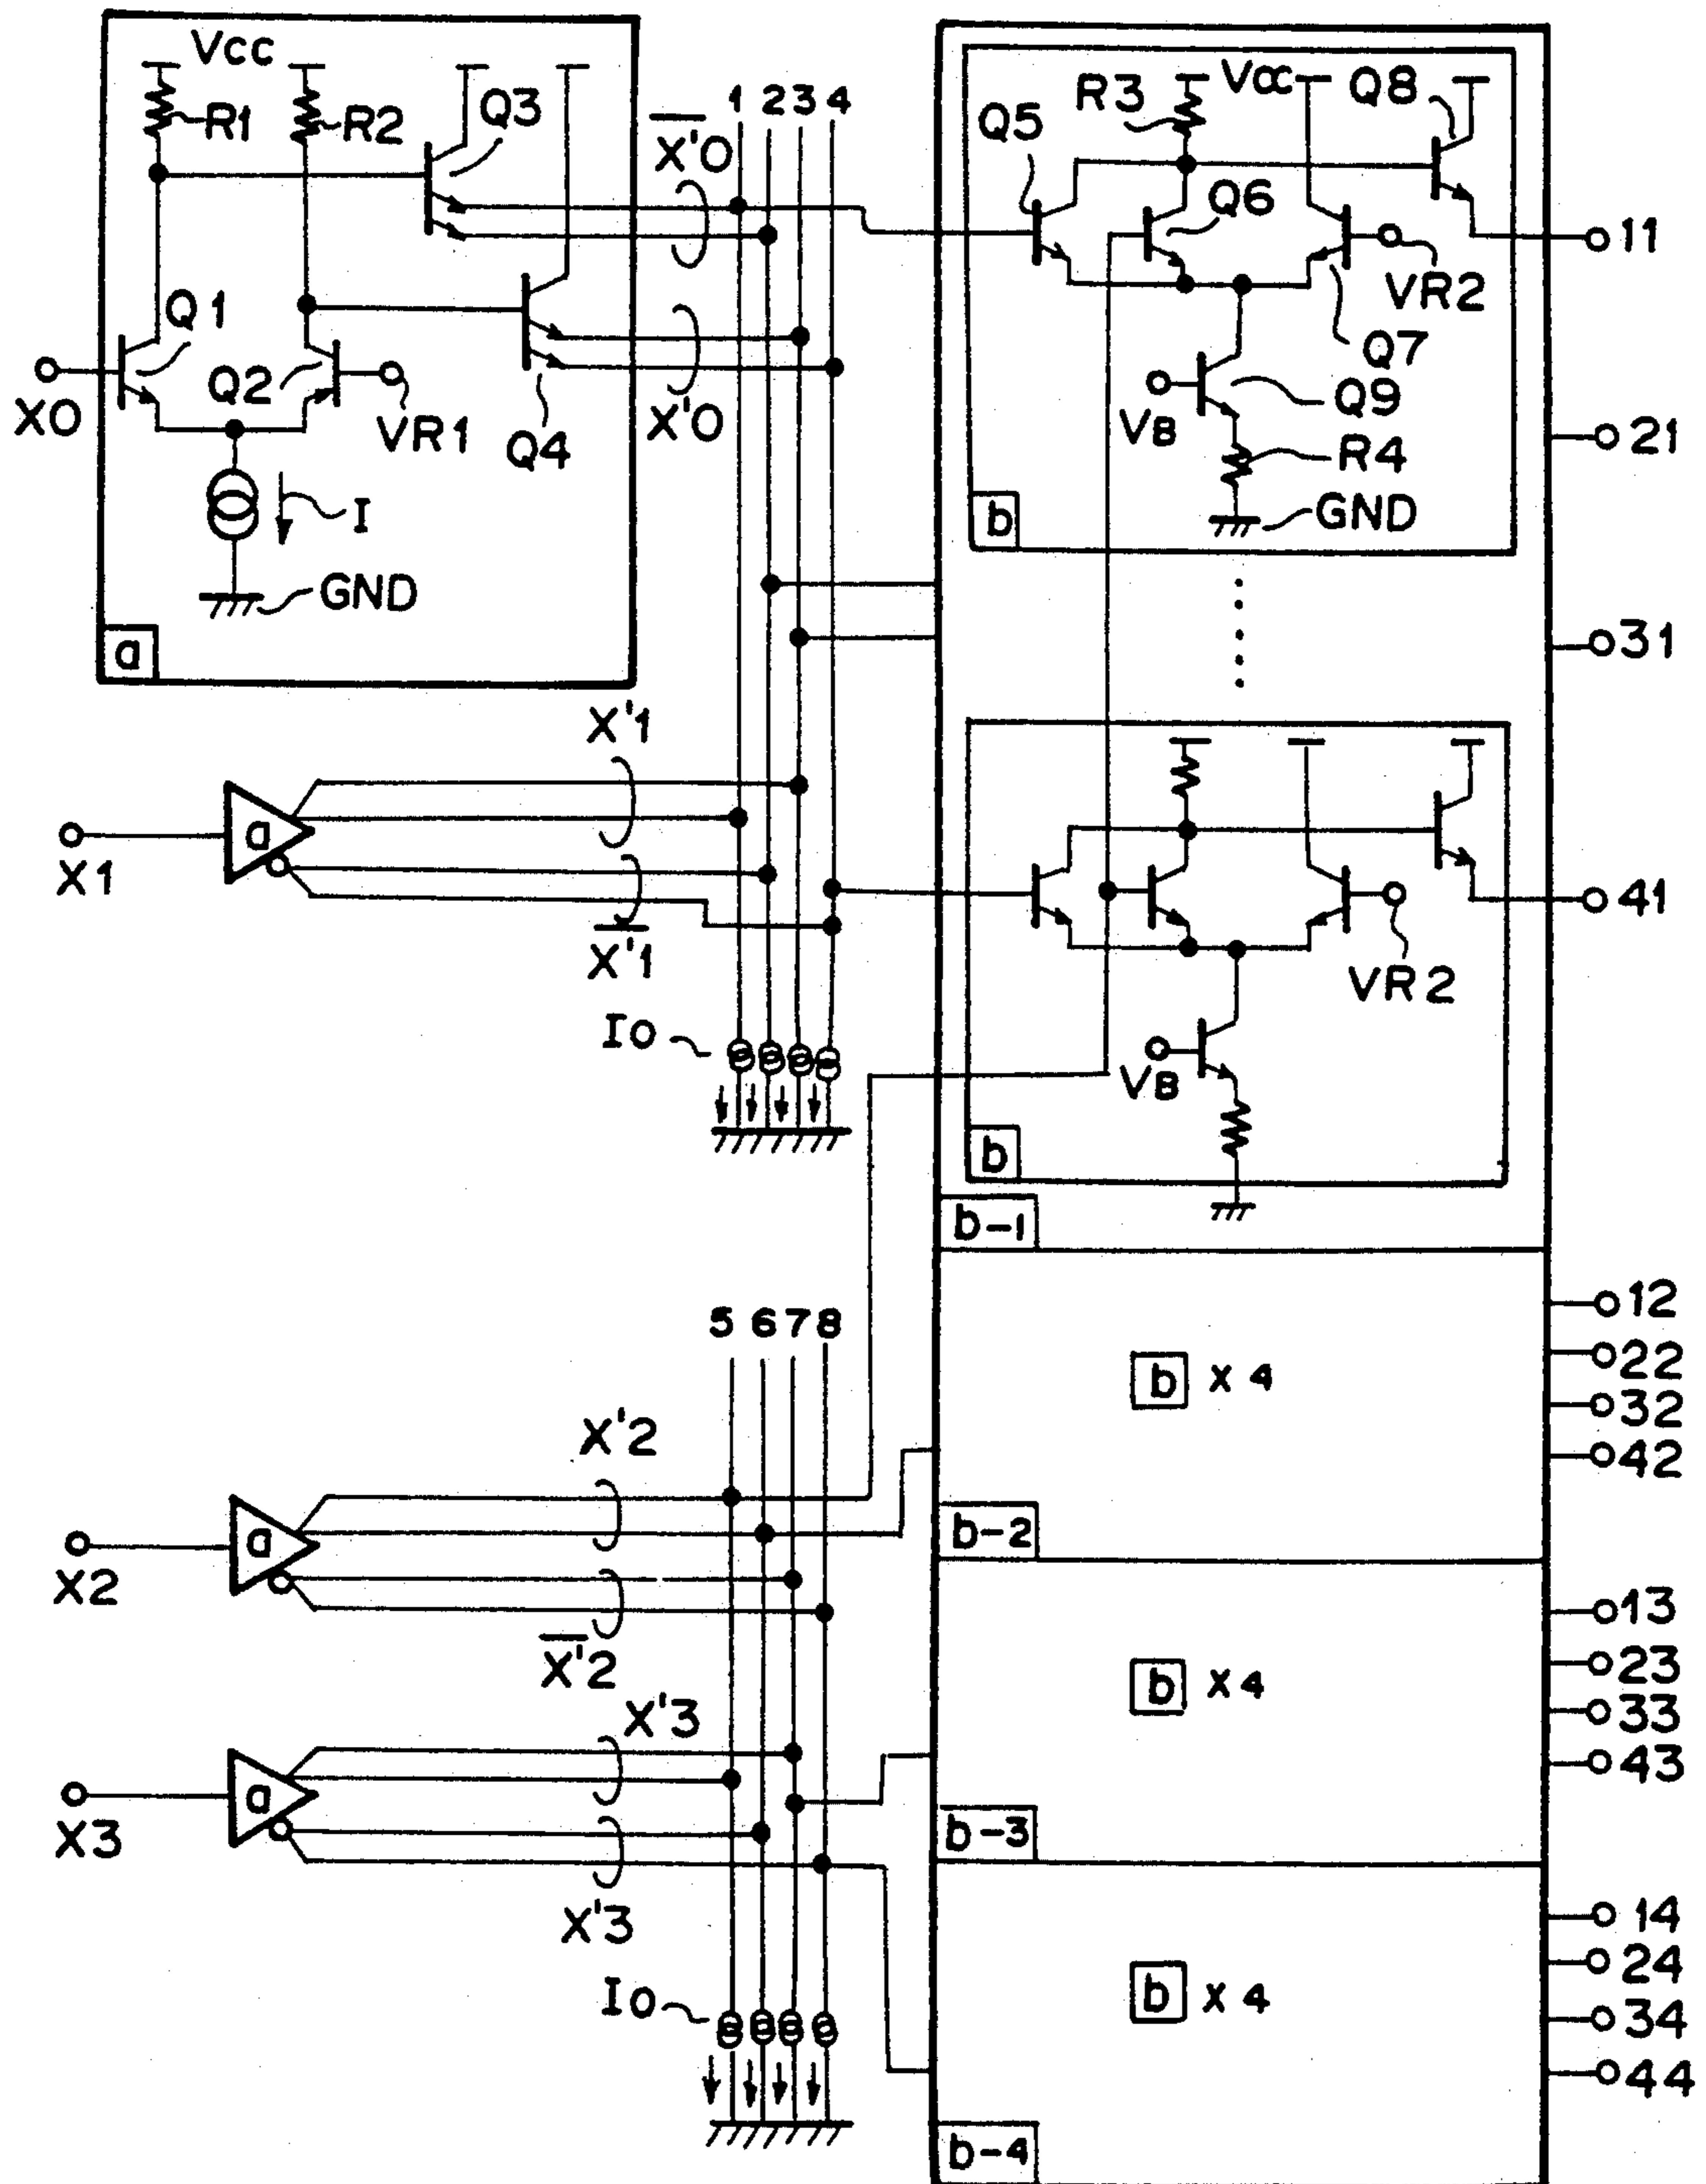 Vcc
R1
R2
Q3
Q1
Q2
X0
VR1
Q4
I
GND
a
1 2 3 4
X'0
X'0
R3
Vcc
Q8
Q5
Q6
VR2
Q7
VB
Q9
R4
GND
b
11
21
31
X'1
a
X1
X'1
Io
VR2
VB
b
41
b-1
5 6 7 8
12
22
32
42
b x 4
b-2
X'2
a
X2
X'2
13
23
33
43
b x 4
b-3
X'3
a
X3
X'3
Io
14
24
34
44
b x 4
b-4